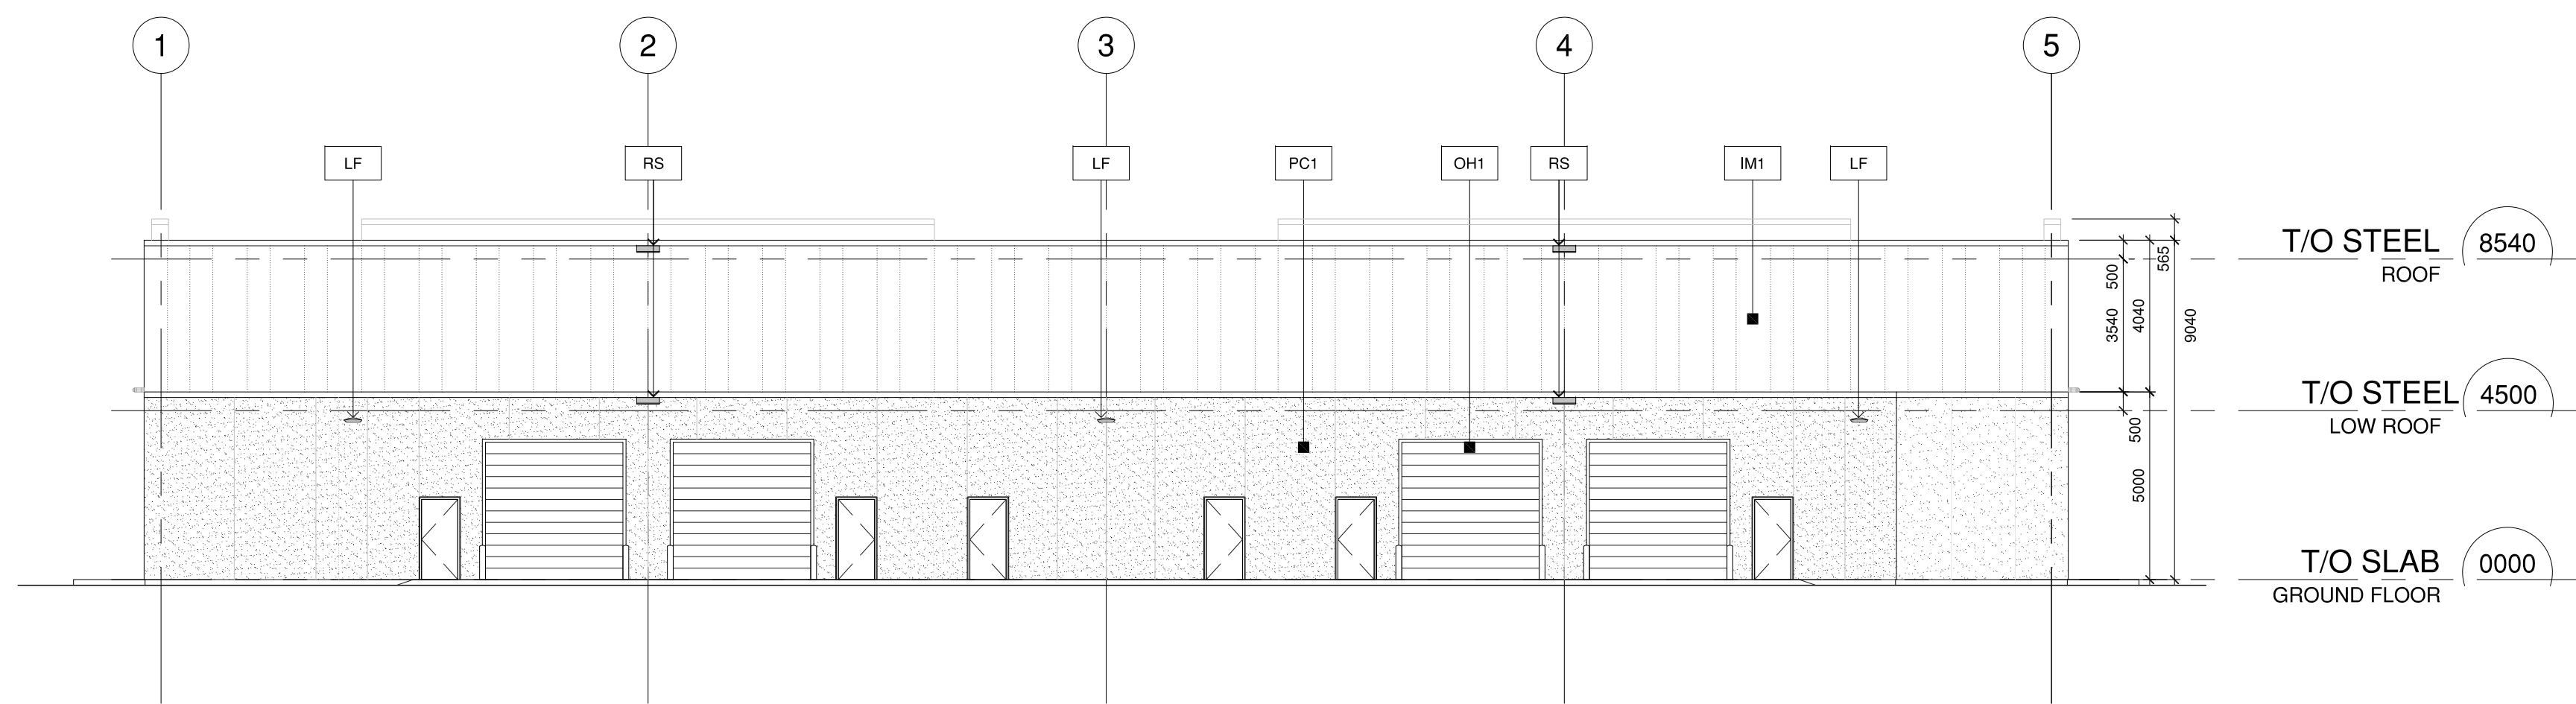 1
2
3
4
5
LF
RS
LF
PC1
OH1
RS
IM1
LF
T/O STEEL
8540
ROOF
565
500
3540
4040
9040
T/O STEEL
4500
LOW ROOF
500
5000
T/O SLAB
0000
GROUND FLOOR